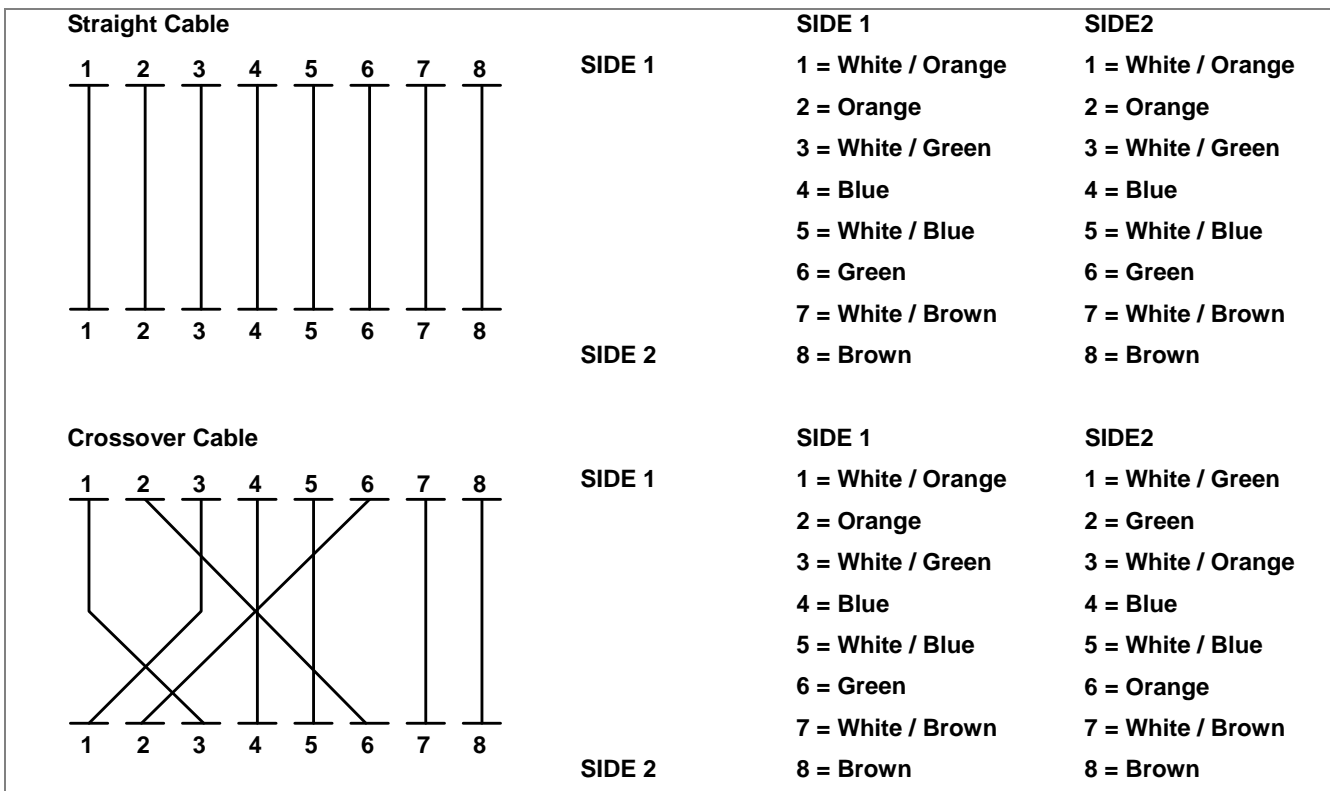 Straight Cable SIDE 1 SIDE2
1 2 3 4 5 6 7 8 SIDE 1 1 = White / Orange 1 = White / Orange
2 = Orange 2 = Orange
3 = White / Green 3 = White / Green
4 = Blue 4 = Blue
5 = White / Blue 5 = White / Blue
6 = Green 6 = Green
7 = White / Brown 7 = White / Brown
1 2 3 4 5 6 7 8
SIDE 2 8 = Brown 8 = Brown
Crossover Cable SIDE 1 SIDE2
1 2 3 4 5 6 7 8 SIDE 1 1 = White / Orange 1 = White / Green
2 = Orange 2 = Green
3 = White / Green 3 = White / Orange
4 = Blue 4 = Blue
5 = White / Blue 5 = White / Blue
6 = Green 6 = Orange
7 = White / Brown 7 = White / Brown
1 2 3 4 5 6 7 8
SIDE 2 8 = Brown 8 = Brown